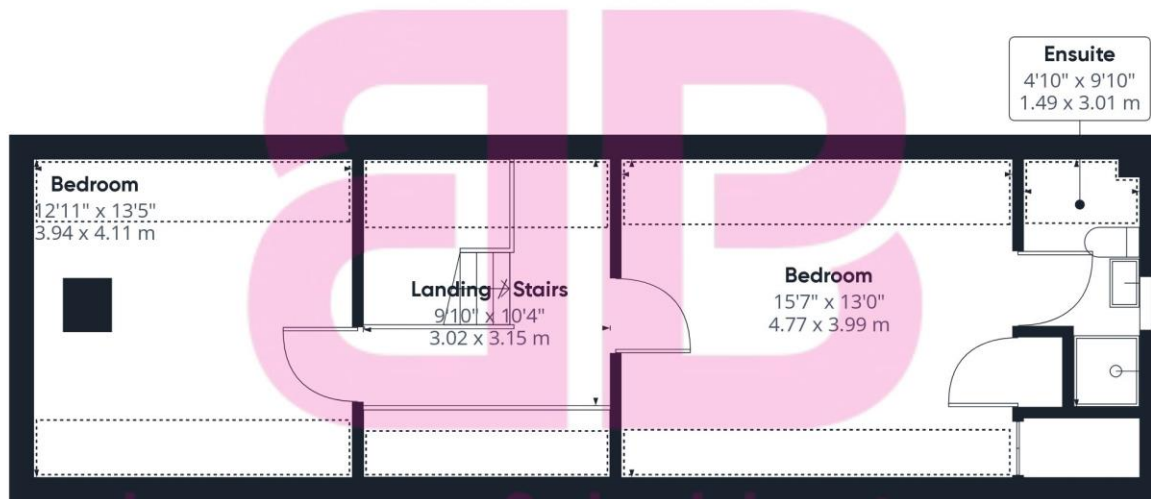 Ensuite
4'10" x 9'10"
1.49 x 3.01 m
Bedroom
12'11" x 13'5"
3.94 x 4.11 m
Landing / Stairs
9'10" x 10'4"
3.02 x 3.15 m
Bedroom
15'7" x 13'0"
4.77 x 3.99 m